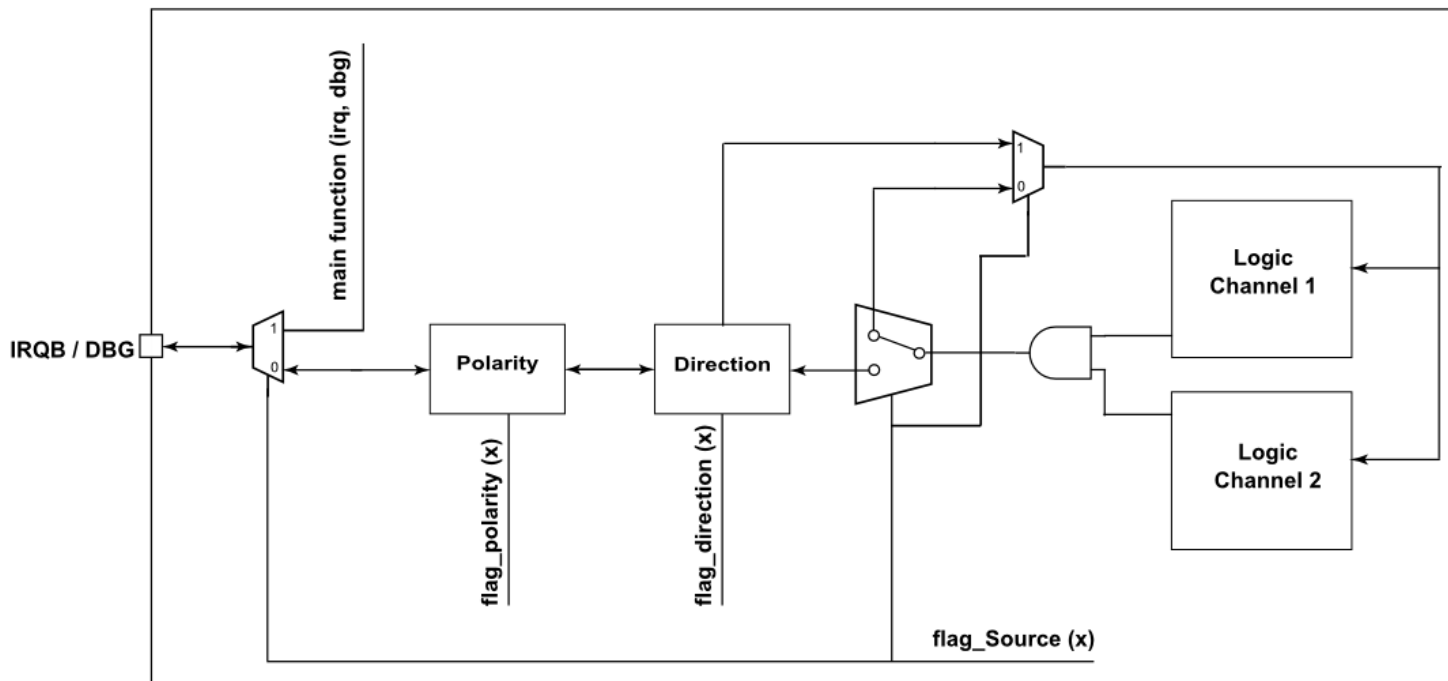 main function (irq, dbg)
1
0
Logic
Channel 1
IRQB / DBG
1
0
Polarity
Direction
Logic
Channel 2
flag_polarity (x)
flag_direction (x)
flag_Source (x)